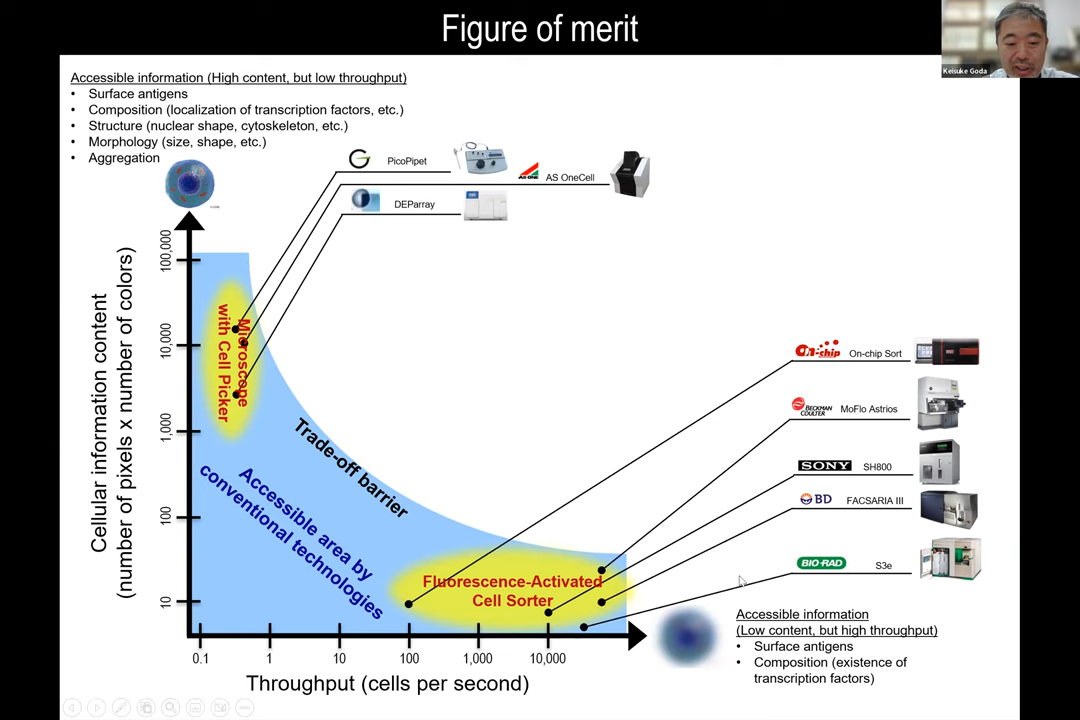 Figure of merit
Keisuke Goda
Accessible information (High content, but low throughput)
• Surface antigens
• Composition (localization of transcription factors, etc.)
• Structure (nuclear shape, cytoskeleton, etc.)
• Morphology (size, shape, etc.)
• Aggregation
PicoPipet
AS ONE
AS OneCell
DEParray
Cellular information content
(number of pixels x number of colors)
100,000
10,000
1,000
100
10
Microscope
with Cell Picker
Trade-off barrier
Accessible area by
conventional technologies
Fluorescence-Activated
Cell Sorter
On-chip
On-chip Sort
BECKMAN
COULTER
MoFlo Astrios
SONY
SH800
BD
FACSARIA III
BIO-RAD
S3e
0.1
1
10
100
1,000
10,000
Throughput (cells per second)
Accessible information
(Low content, but high throughput)
• Surface antigens
• Composition (existence of
transcription factors)